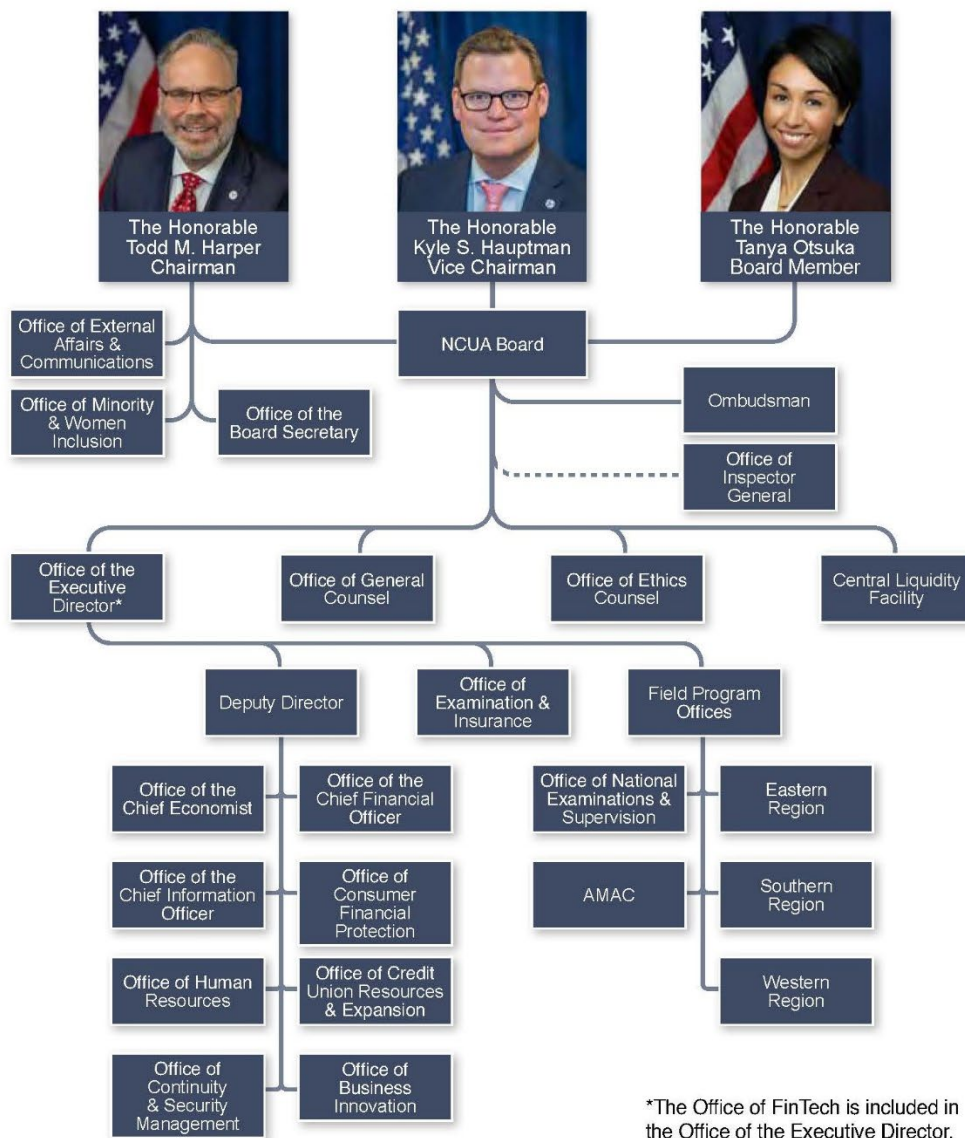 The Honorable
Todd M. Harper
Chairman
The Honorable
Kyle S. Hauptman
Vice Chairman
The Honorable
Tanya Otsuka
Board Member
Office of External
Affairs &
Communications
NCUA Board
Office of Minority
& Women
Inclusion
Office of the
Board Secretary
Ombudsman
Office of
Inspector
General
Office of the
Executive
Director*
Office of General
Counsel
Office of Ethics
Counsel
Central Liquidity
Facility
Deputy Director
Office of
Examination &
Insurance
Field Program
Offices
Office of the
Chief Economist
Office of the
Chief Financial
Officer
Office of National
Examinations &
Supervision
Eastern
Region
Office of the
Chief Information
Officer
Office of
Consumer
Financial
Protection
AMAC
Southern
Region
Office of Human
Resources
Office of Credit
Union Resources
& Expansion
Western
Region
Office of
Continuity
& Security
Management
Office of
Business
Innovation
*The Office of FinTech is included in
the Office of the Executive Director.